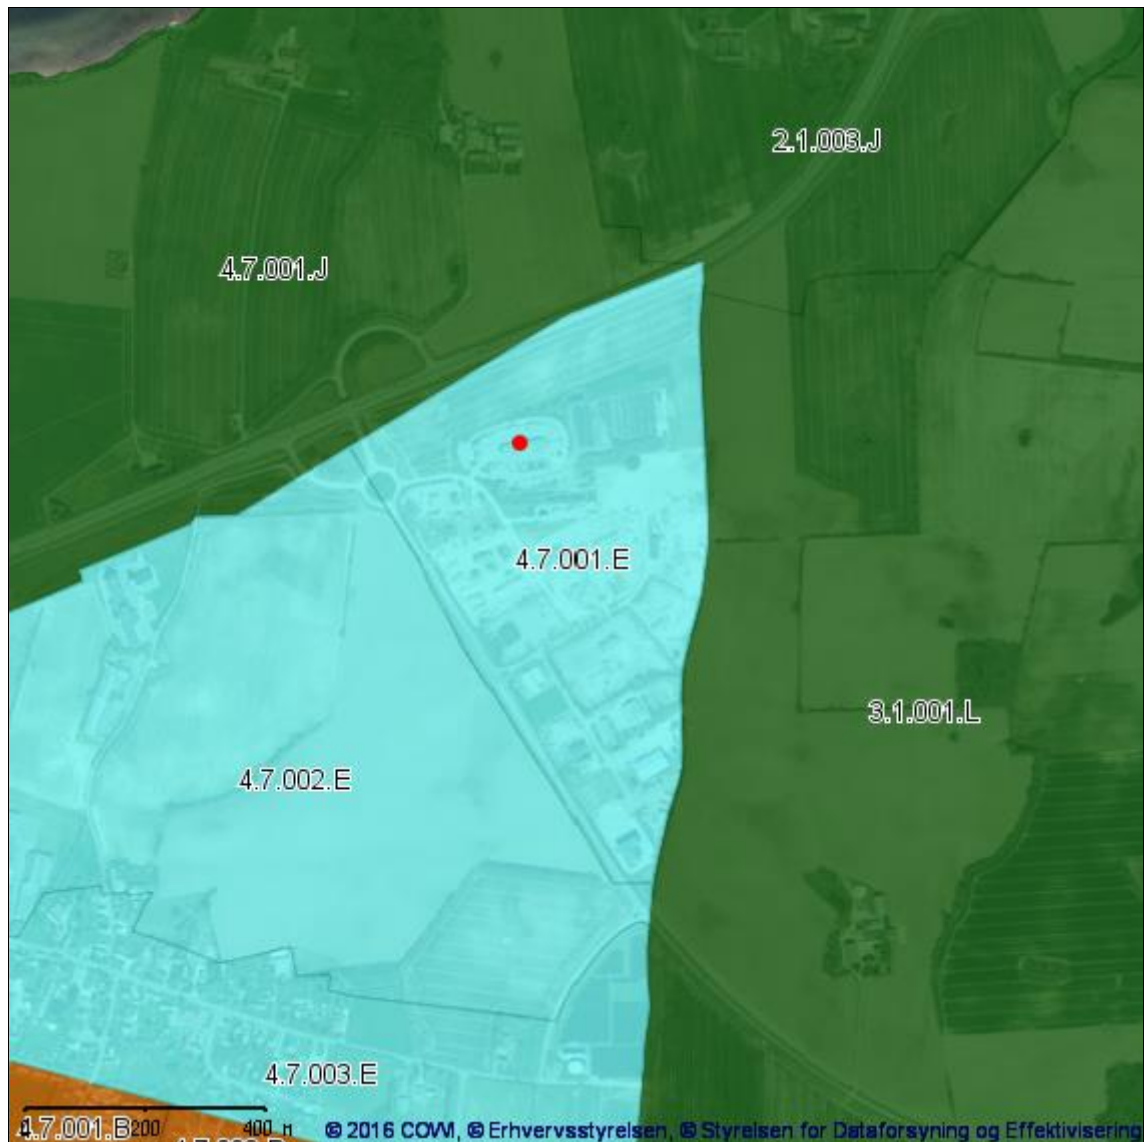 2.1.003.J
4.7.001.J
4.7.001.E
3.1.001.L
4.7.002.E
4.7.003.E
0 200 400 m
4.7.001.B
© 2016 COWI, © Erhvervsstyrelsen, © Styrelsen for Dataforsyning og Effektivisering